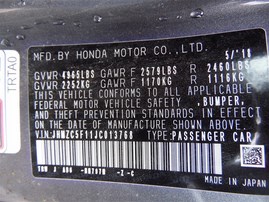 TRTA0
MFD.BY HONDA MOTOR CO.,LTD. 5/'18
GVWR 4965LBS GAWR F 2579LBS R 2460LBS
GVWR 2252KG GAWR F 1170KG R 1116KG
THIS VEHICLE CONFORMS TO ALL APPLICABLE
FEDERAL MOTOR VEHICLE SAFETY, BUMPER,
AND THEFT PREVENTION STANDARDS IN EFFECT
ON THE DATE OF MANUFACTURE SHOWN ABOVE.
PASSENGER CAR
MADE IN JAPAN